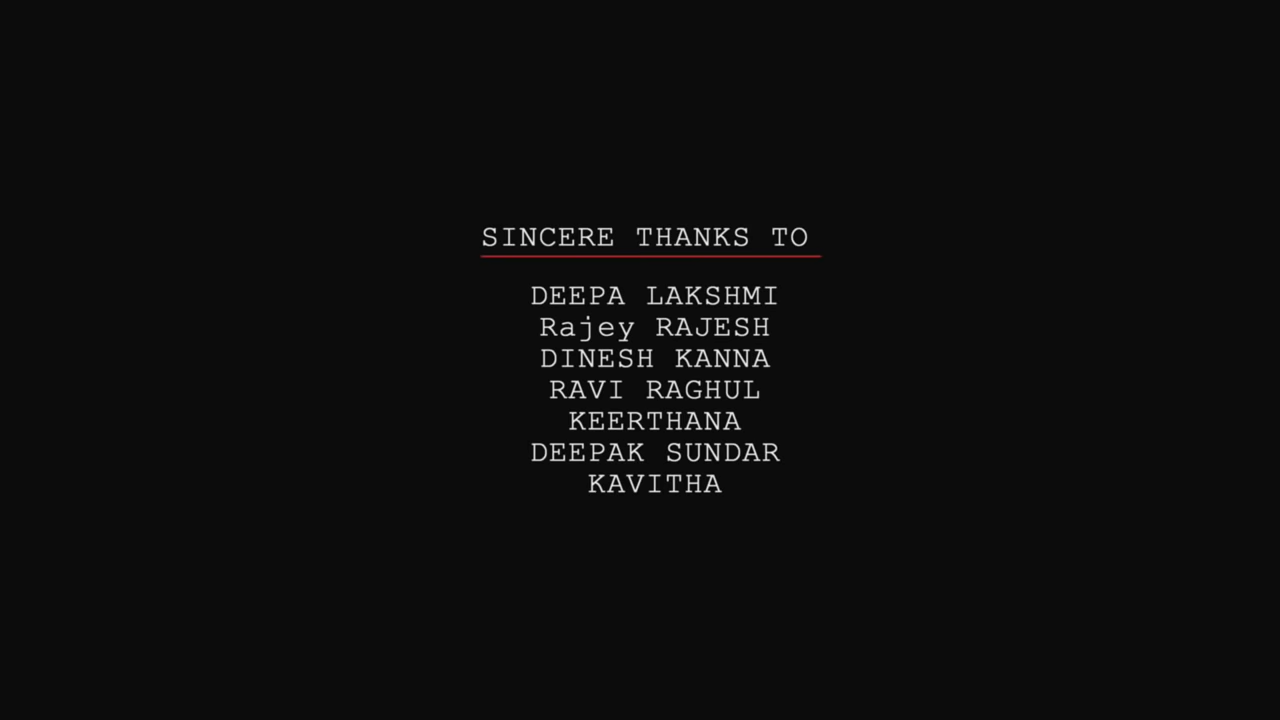 SINCERE THANKS TO
DEEPA LAKSHMI
Rajey RAJESH
DINESH KANNA
RAVI RAGHUL
KEERTHANA
DEEPAK SUNDAR
KAVITHA